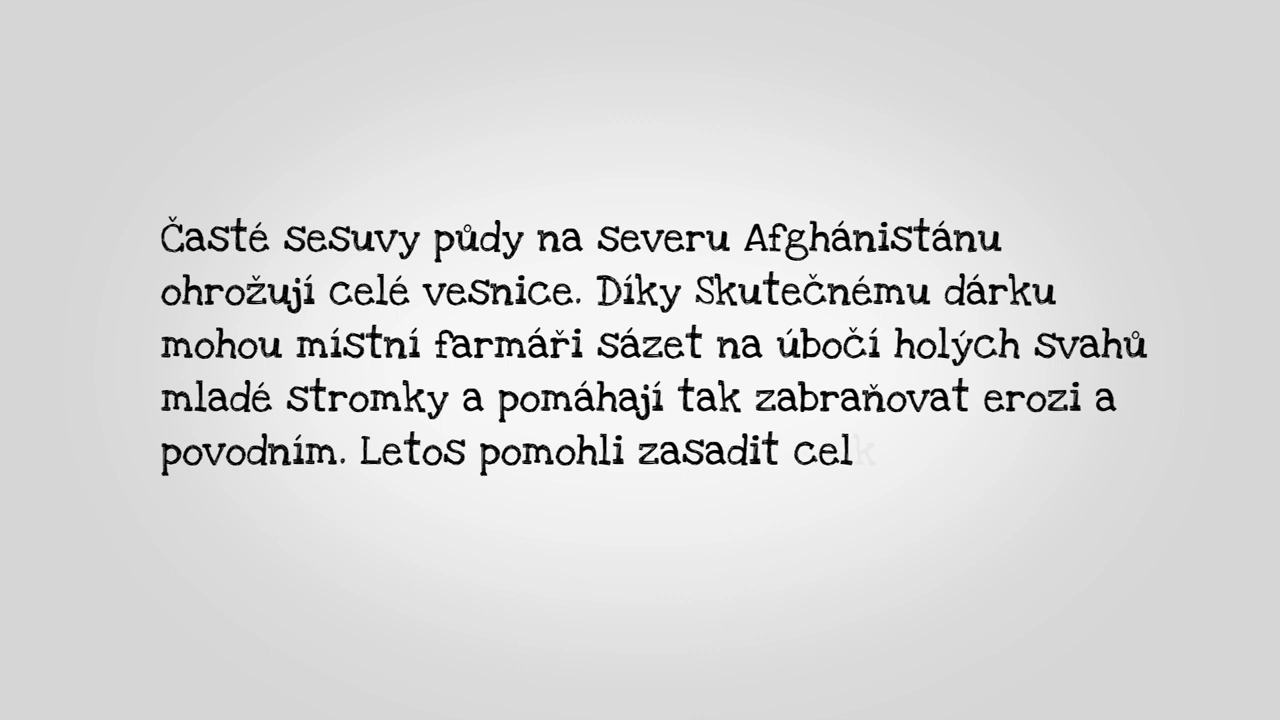 Časté sesuvy půdy na severu Afghánistánu
ohrožují celé vesnice. Díky Skutečnému dárku
mohou místní farmáři sázet na úbočí holých svahů
mladé stromky a pomáhají tak zabraňovat erozi a
povodním. Letos pomohli zasadit celk